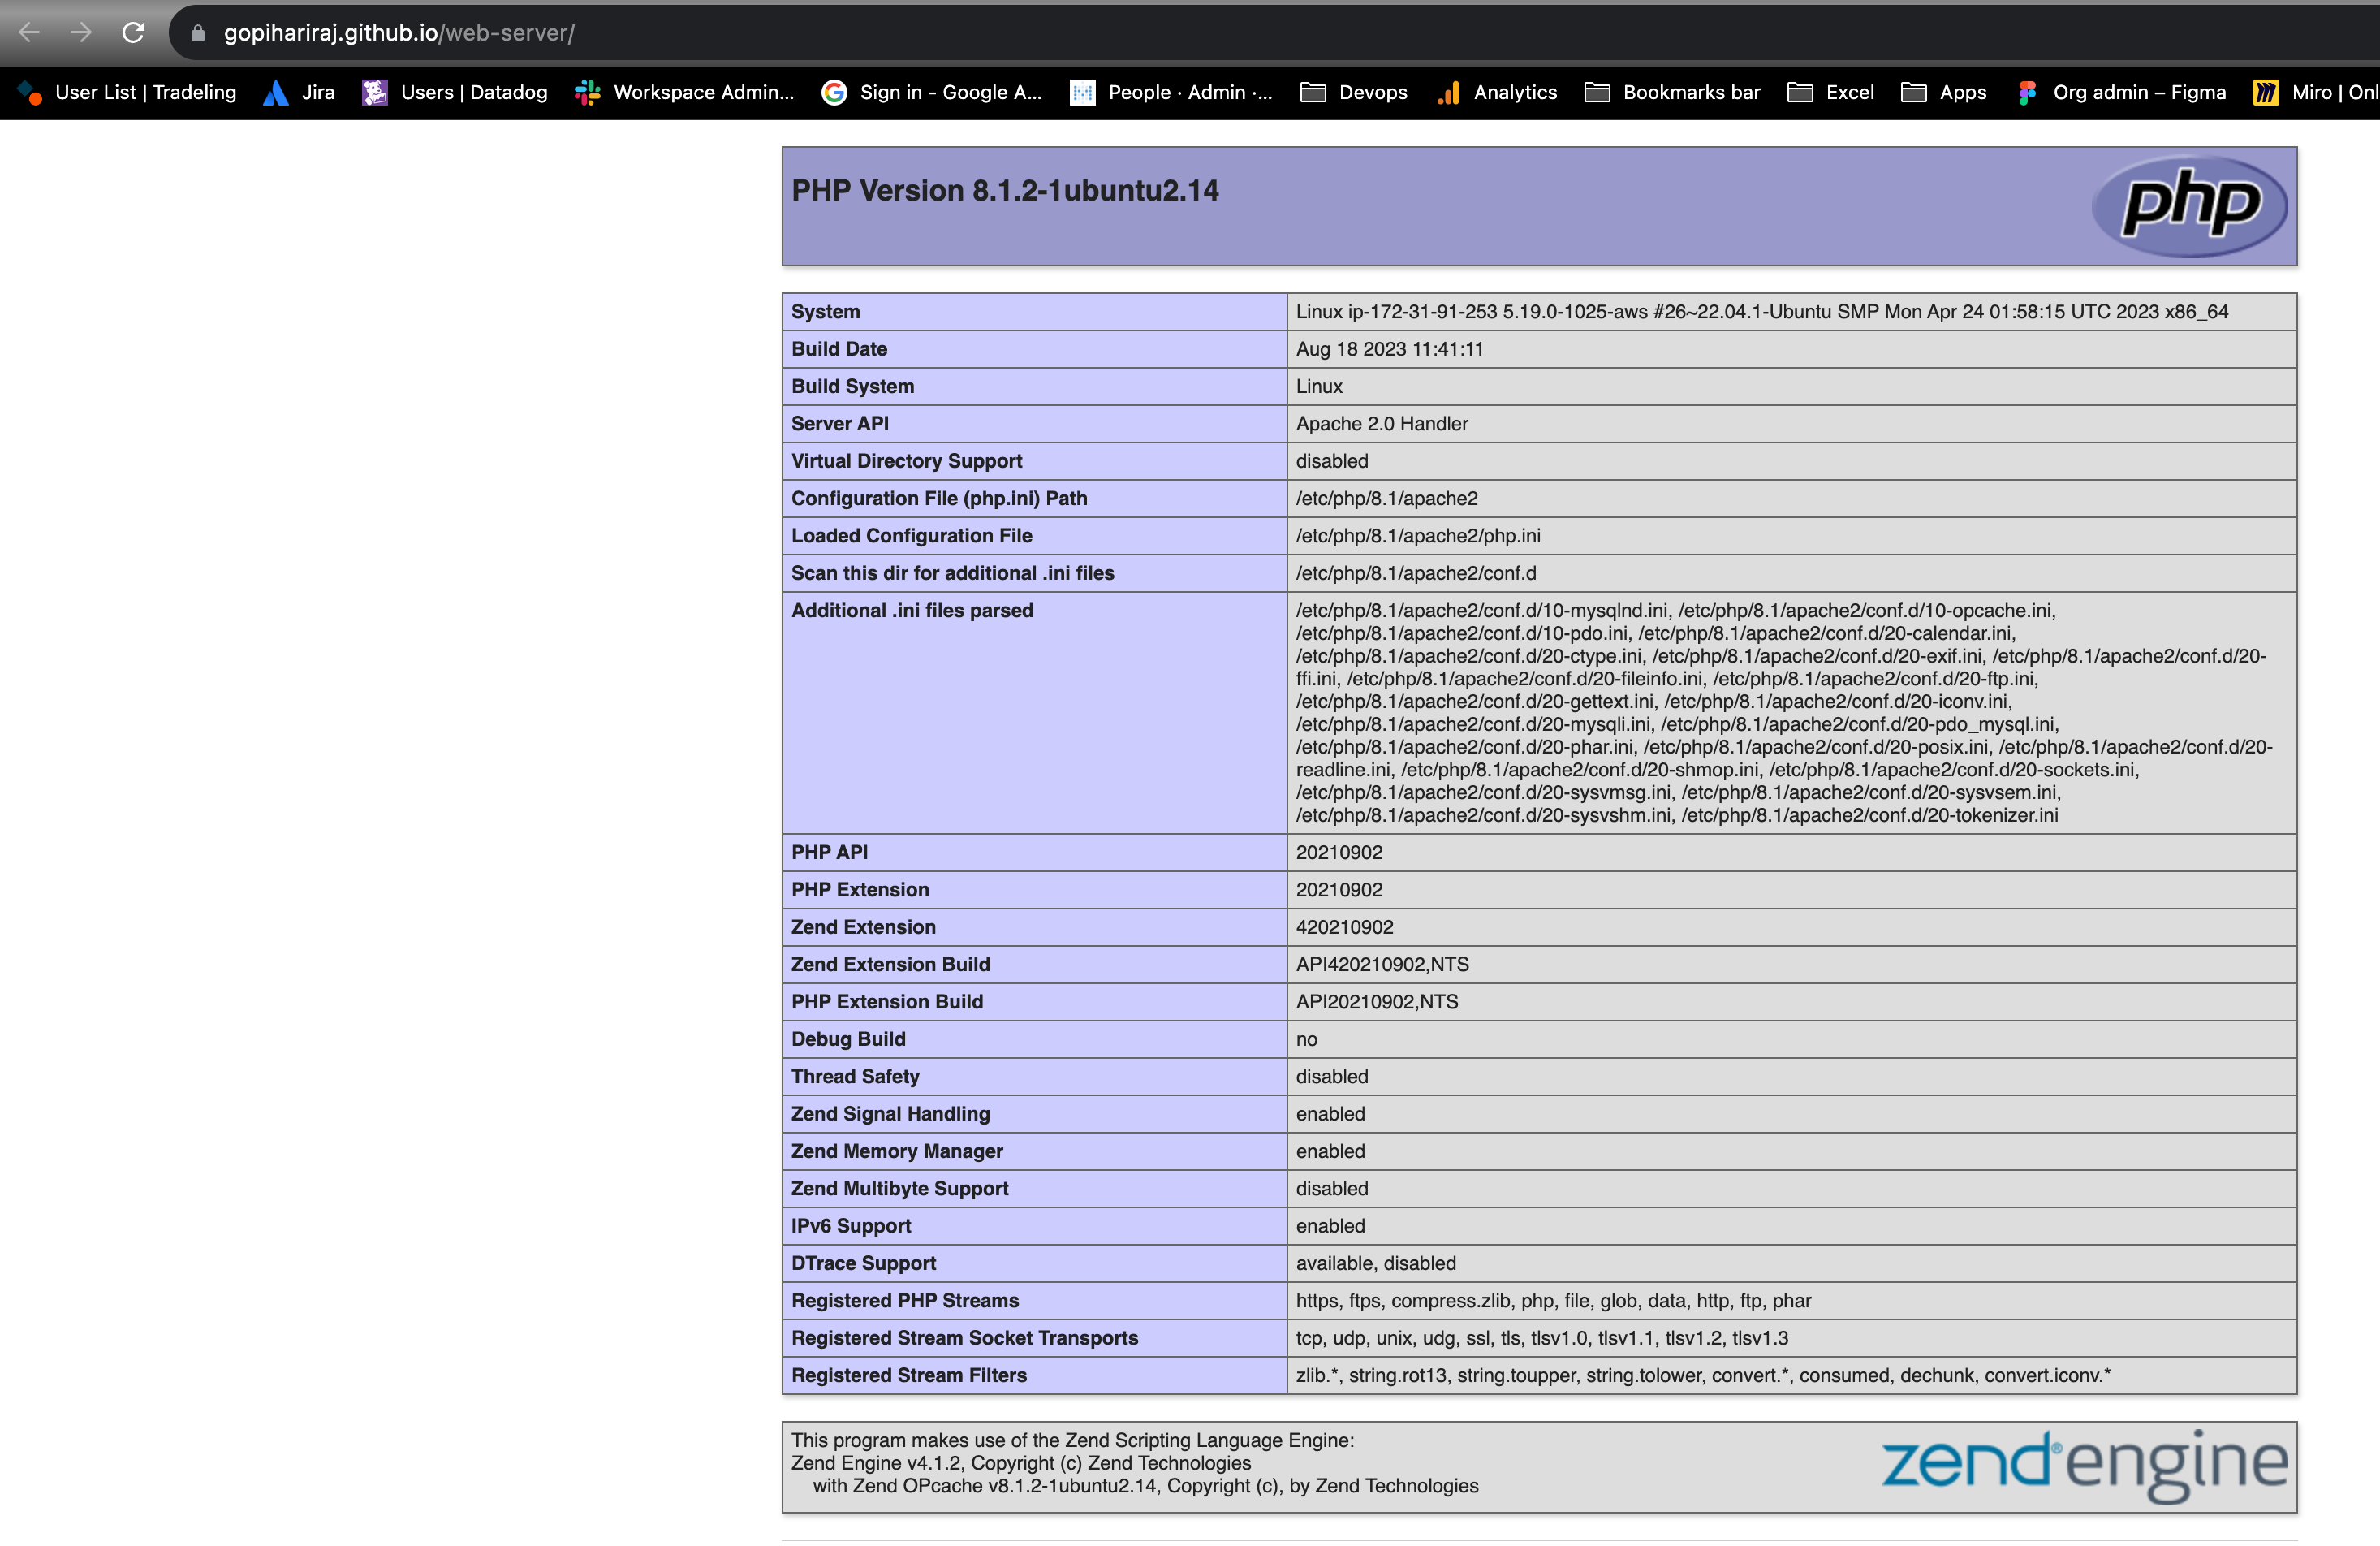 gopihariraj.github.io/web-server/
User List | Tradeling Jira Users | Datadog Workspace Admin... Sign in - Google A... People · Admin ·... Devops Analytics Bookmarks bar Excel Apps Org admin – Figma Miro | Onl
PHP Version 8.1.2-1ubuntu2.14
php
System Linux ip-172-31-91-253 5.19.0-1025-aws #26~22.04.1-Ubuntu SMP Mon Apr 24 01:58:15 UTC 2023 x86_64
Build Date Aug 18 2023 11:41:11
Build System Linux
Server API Apache 2.0 Handler
Virtual Directory Support disabled
Configuration File (php.ini) Path /etc/php/8.1/apache2
Loaded Configuration File /etc/php/8.1/apache2/php.ini
Scan this dir for additional .ini files /etc/php/8.1/apache2/conf.d
Additional .ini files parsed /etc/php/8.1/apache2/conf.d/10-mysqlnd.ini, /etc/php/8.1/apache2/conf.d/10-opcache.ini,
/etc/php/8.1/apache2/conf.d/10-pdo.ini, /etc/php/8.1/apache2/conf.d/20-calendar.ini,
/etc/php/8.1/apache2/conf.d/20-ctype.ini, /etc/php/8.1/apache2/conf.d/20-exif.ini, /etc/php/8.1/apache2/conf.d/20-
ffi.ini, /etc/php/8.1/apache2/conf.d/20-fileinfo.ini, /etc/php/8.1/apache2/conf.d/20-ftp.ini,
/etc/php/8.1/apache2/conf.d/20-gettext.ini, /etc/php/8.1/apache2/conf.d/20-iconv.ini,
/etc/php/8.1/apache2/conf.d/20-mysqli.ini, /etc/php/8.1/apache2/conf.d/20-pdo_mysql.ini,
/etc/php/8.1/apache2/conf.d/20-phar.ini, /etc/php/8.1/apache2/conf.d/20-posix.ini, /etc/php/8.1/apache2/conf.d/20-
readline.ini, /etc/php/8.1/apache2/conf.d/20-shmop.ini, /etc/php/8.1/apache2/conf.d/20-sockets.ini,
/etc/php/8.1/apache2/conf.d/20-sysvmsg.ini, /etc/php/8.1/apache2/conf.d/20-sysvsem.ini,
/etc/php/8.1/apache2/conf.d/20-sysvshm.ini, /etc/php/8.1/apache2/conf.d/20-tokenizer.ini
PHP API 20210902
PHP Extension 20210902
Zend Extension 420210902
Zend Extension Build API420210902,NTS
PHP Extension Build API20210902,NTS
Debug Build no
Thread Safety disabled
Zend Signal Handling enabled
Zend Memory Manager enabled
Zend Multibyte Support disabled
IPv6 Support enabled
DTrace Support available, disabled
Registered PHP Streams https, ftps, compress.zlib, php, file, glob, data, http, ftp, phar
Registered Stream Socket Transports tcp, udp, unix, udg, ssl, tls, tlsv1.0, tlsv1.1, tlsv1.2, tlsv1.3
Registered Stream Filters zlib.*, string.rot13, string.toupper, string.tolower, convert.*, consumed, dechunk, convert.iconv.*
This program makes use of the Zend Scripting Language Engine:
Zend Engine v4.1.2, Copyright (c) Zend Technologies
with Zend OPcache v8.1.2-1ubuntu2.14, Copyright (c), by Zend Technologies
zend®engine